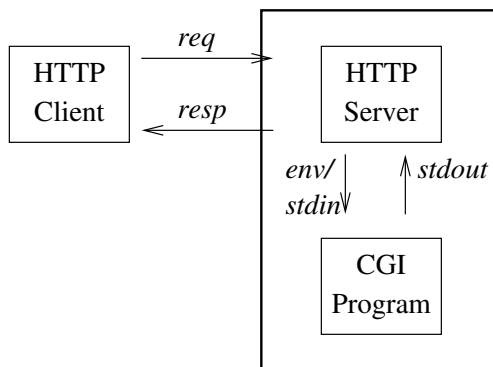 HTTP
Client
req
resp
HTTP
Server
env/
stdin
stdout
CGI
Program